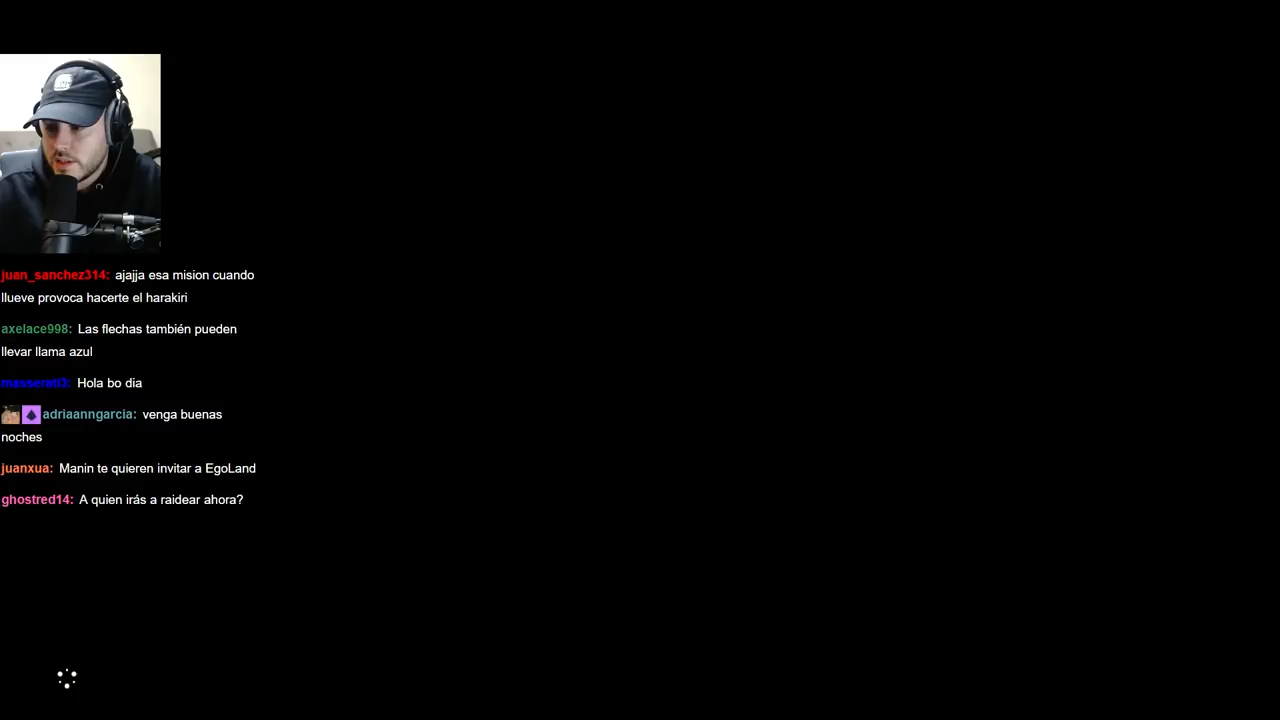 juan_sanchez314: ajajja esa mision cuando
llueve provoca hacerte el harakiri
axelace998: Las flechas también pueden
llevar llama azul
masserati3: Hola bo dia
adriaanngarcia: venga buenas
noches
juanxua: Manin te quieren invitar a EgoLand
ghostred14: A quien irás a raidear ahora?